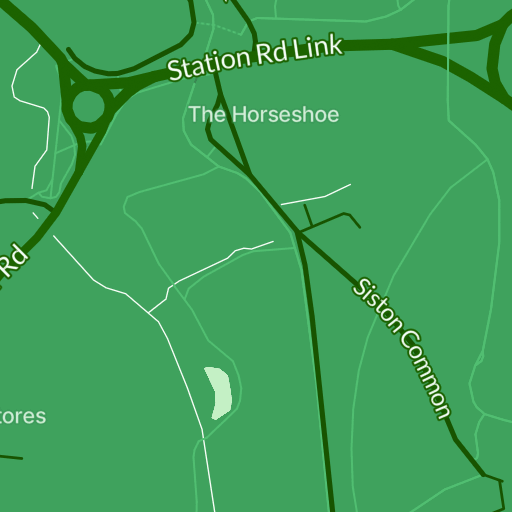 Station Rd Link
The Horseshoe
Rd
Siston Common
tores